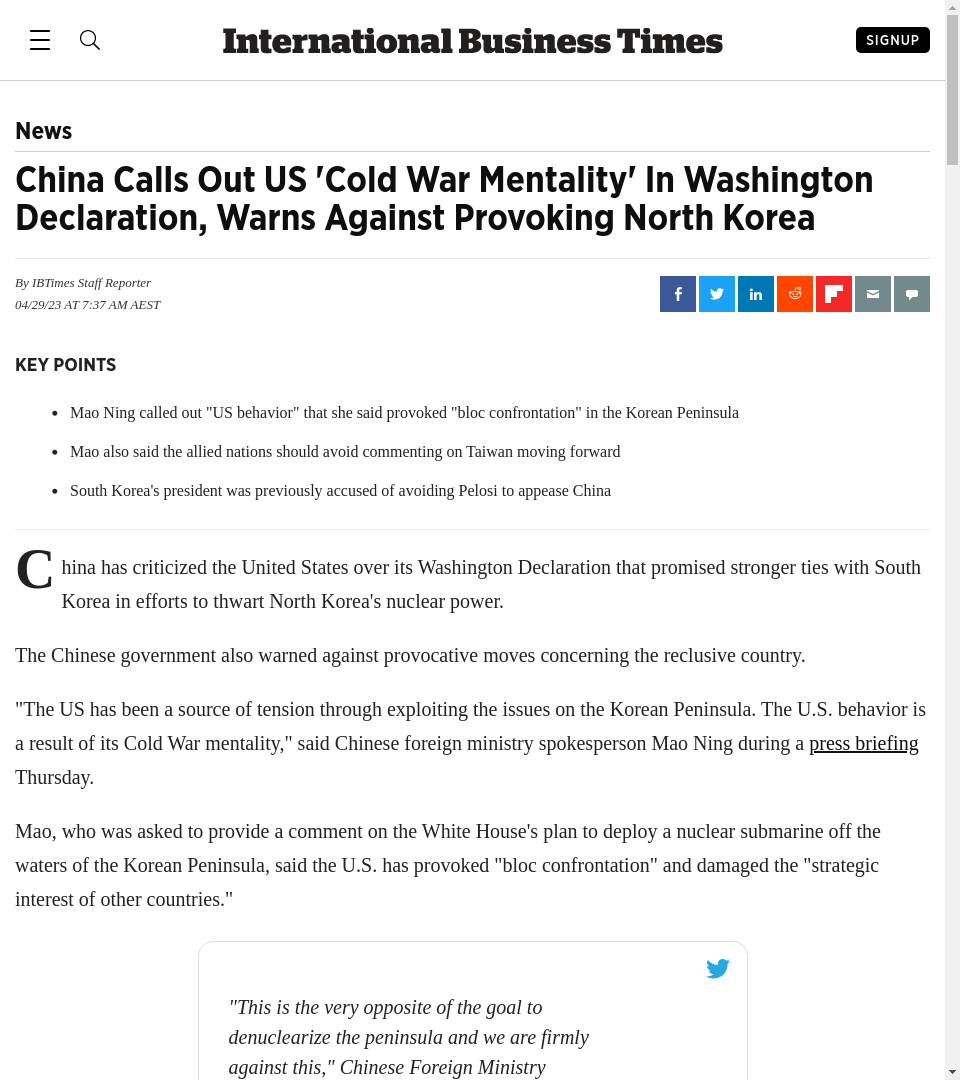 International Business Times
SIGNUP
News
China Calls Out US 'Cold War Mentality' In Washington
Declaration, Warns Against Provoking North Korea
By IBTimes Staff Reporter
04/29/23 AT 7:37 AM AEST
KEY POINTS
• Mao Ning called out "US behavior" that she said provoked "bloc confrontation" in the Korean Peninsula
• Mao also said the allied nations should avoid commenting on Taiwan moving forward
• South Korea's president was previously accused of avoiding Pelosi to appease China
China has criticized the United States over its Washington Declaration that promised stronger ties with South
Korea in efforts to thwart North Korea's nuclear power.
The Chinese government also warned against provocative moves concerning the reclusive country.
"The US has been a source of tension through exploiting the issues on the Korean Peninsula. The U.S. behavior is
a result of its Cold War mentality," said Chinese foreign ministry spokesperson Mao Ning during a press briefing
Thursday.
Mao, who was asked to provide a comment on the White House's plan to deploy a nuclear submarine off the
waters of the Korean Peninsula, said the U.S. has provoked "bloc confrontation" and damaged the "strategic
interest of other countries."
"This is the very opposite of the goal to
denuclearize the peninsula and we are firmly
against this," Chinese Foreign Ministry